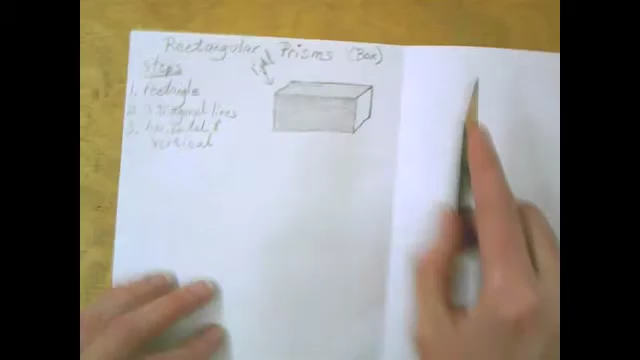 Rectangular Prisms (Box)
Steps
1. rectangle
2. 3 diagonal lines
3. horizontal &
vertical